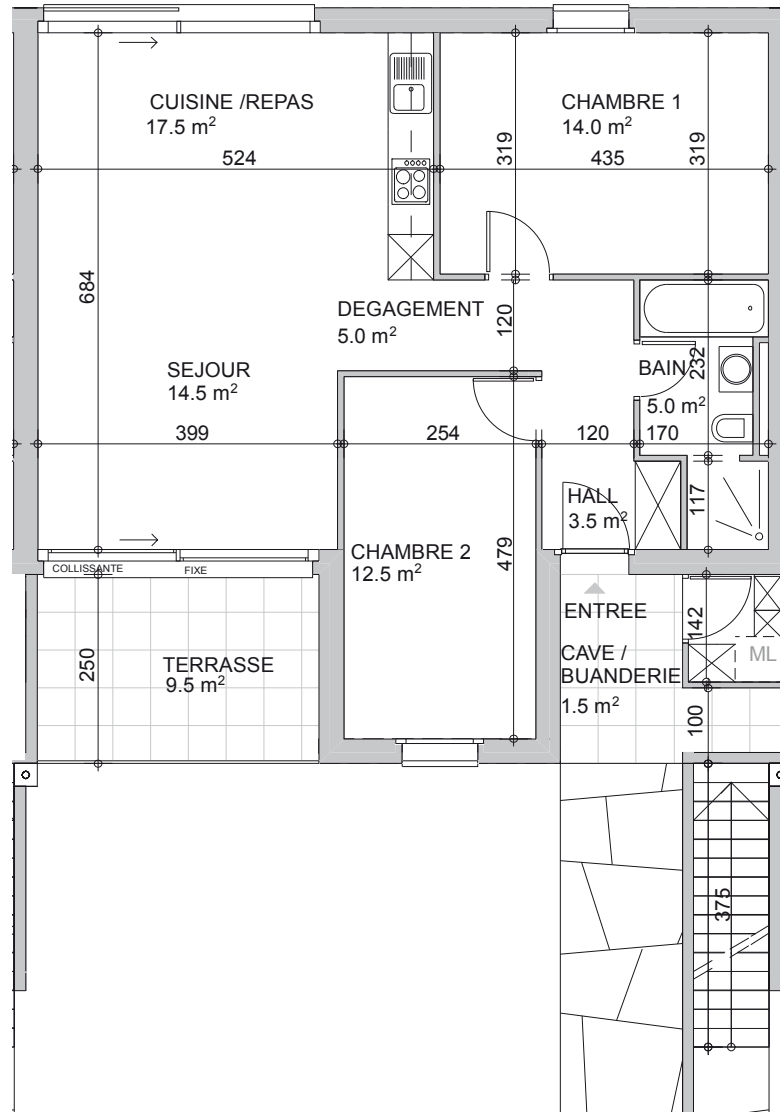 CUISINE /REPAS
17.5 m²
524
CHAMBRE 1
14.0 m²
319
435
319
684
DEGAGEMENT
5.0 m²
120
SEJOUR
14.5 m²
399
254
120
BAIN
5.0 m²
232
170
HALL
3.5 m²
117
CHAMBRE 2
12.5 m²
479
COLLISSANTE
FIXE
250
TERRASSE
9.5 m²
ENTREE
CAVE /
BUANDERIE
1.5 m²
142
ML
100
375